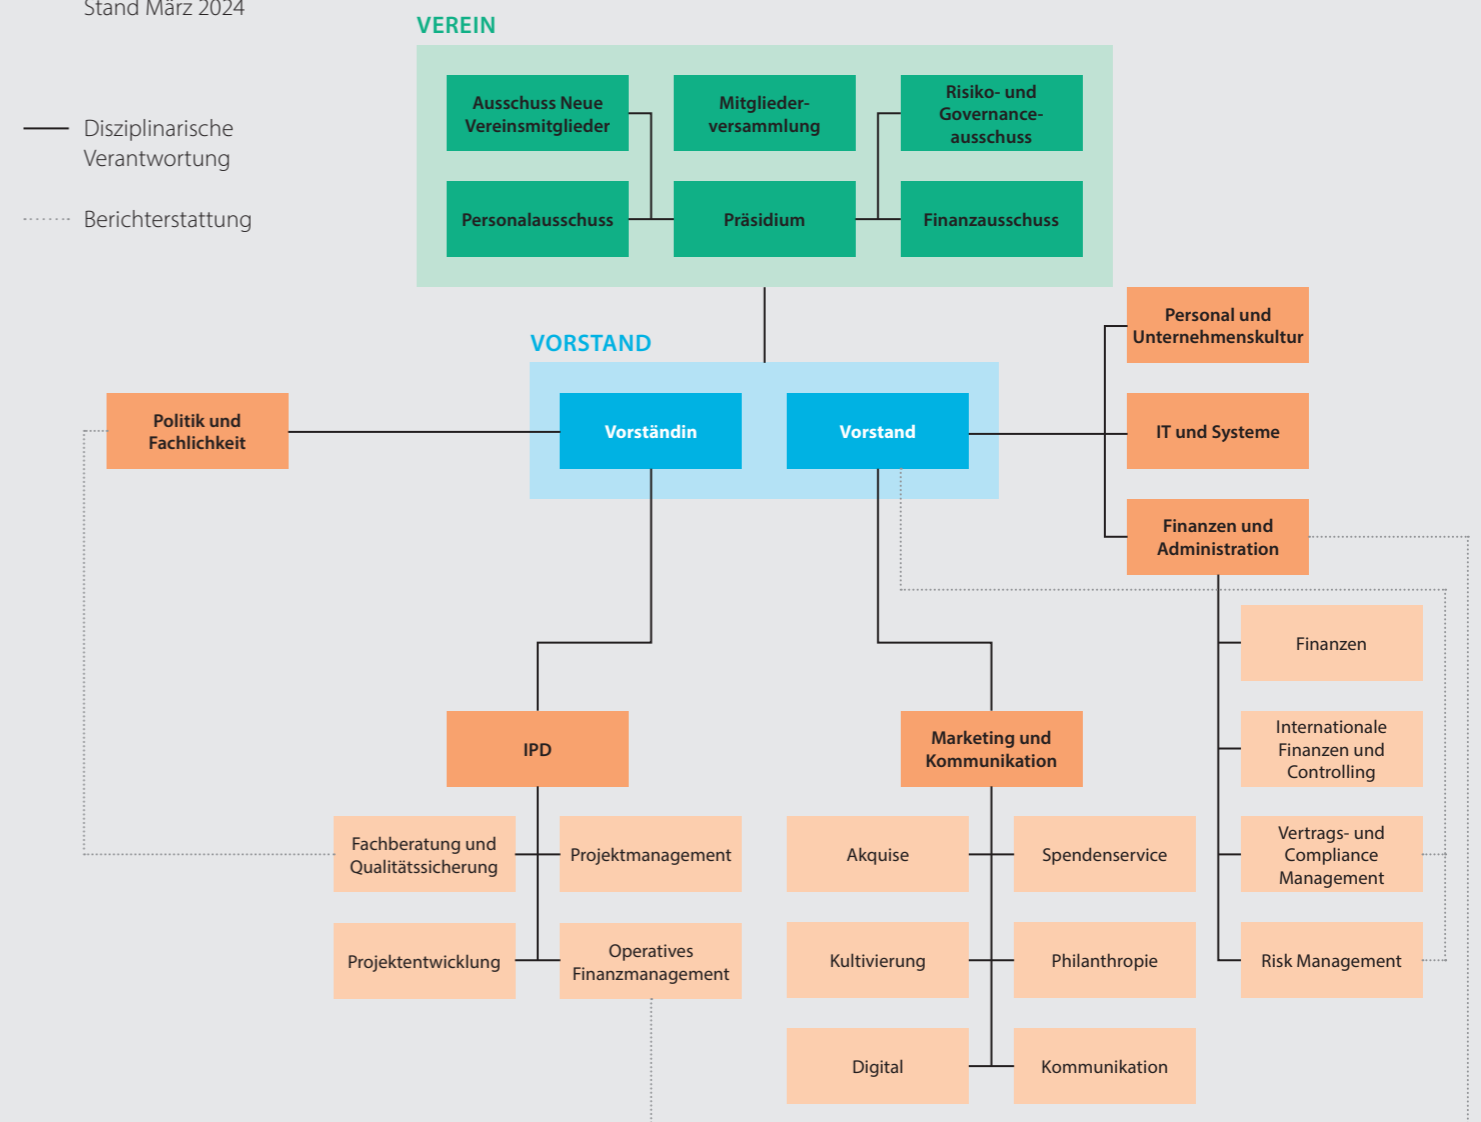 Stand März 2024
Disziplinarische
Verantwortung
Berichterstattung
VEREIN
Ausschuss Neue
Vereinsmitglieder
Mitglieder-
versammlung
Risiko- und
Governance-
ausschuss
Personalausschuss
Präsidium
Finanzausschuss
VORSTAND
Vorständin
Vorstand
Politik und
Fachlichkeit
Personal und
Unternehmenskultur
IT und Systeme
Finanzen und
Administration
Finanzen
Internationale
Finanzen und
Controlling
Vertrags- und
Compliance
Management
Risk Management
IPD
Fachberatung und
Qualitätssicherung
Projektmanagement
Projektentwicklung
Operatives
Finanzmanagement
Marketing und
Kommunikation
Akquise
Spendenservice
Kultivierung
Philanthropie
Digital
Kommunikation